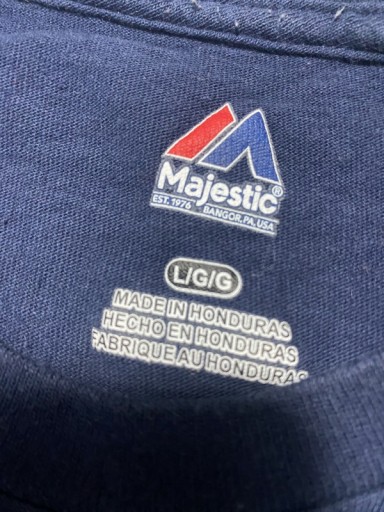 Majestic®
EST. 1976 BANGOR, PA. USA
L/G/G
MADE IN HONDURAS
HECHO EN HONDURAS
FABRIQUE AU HONDURAS